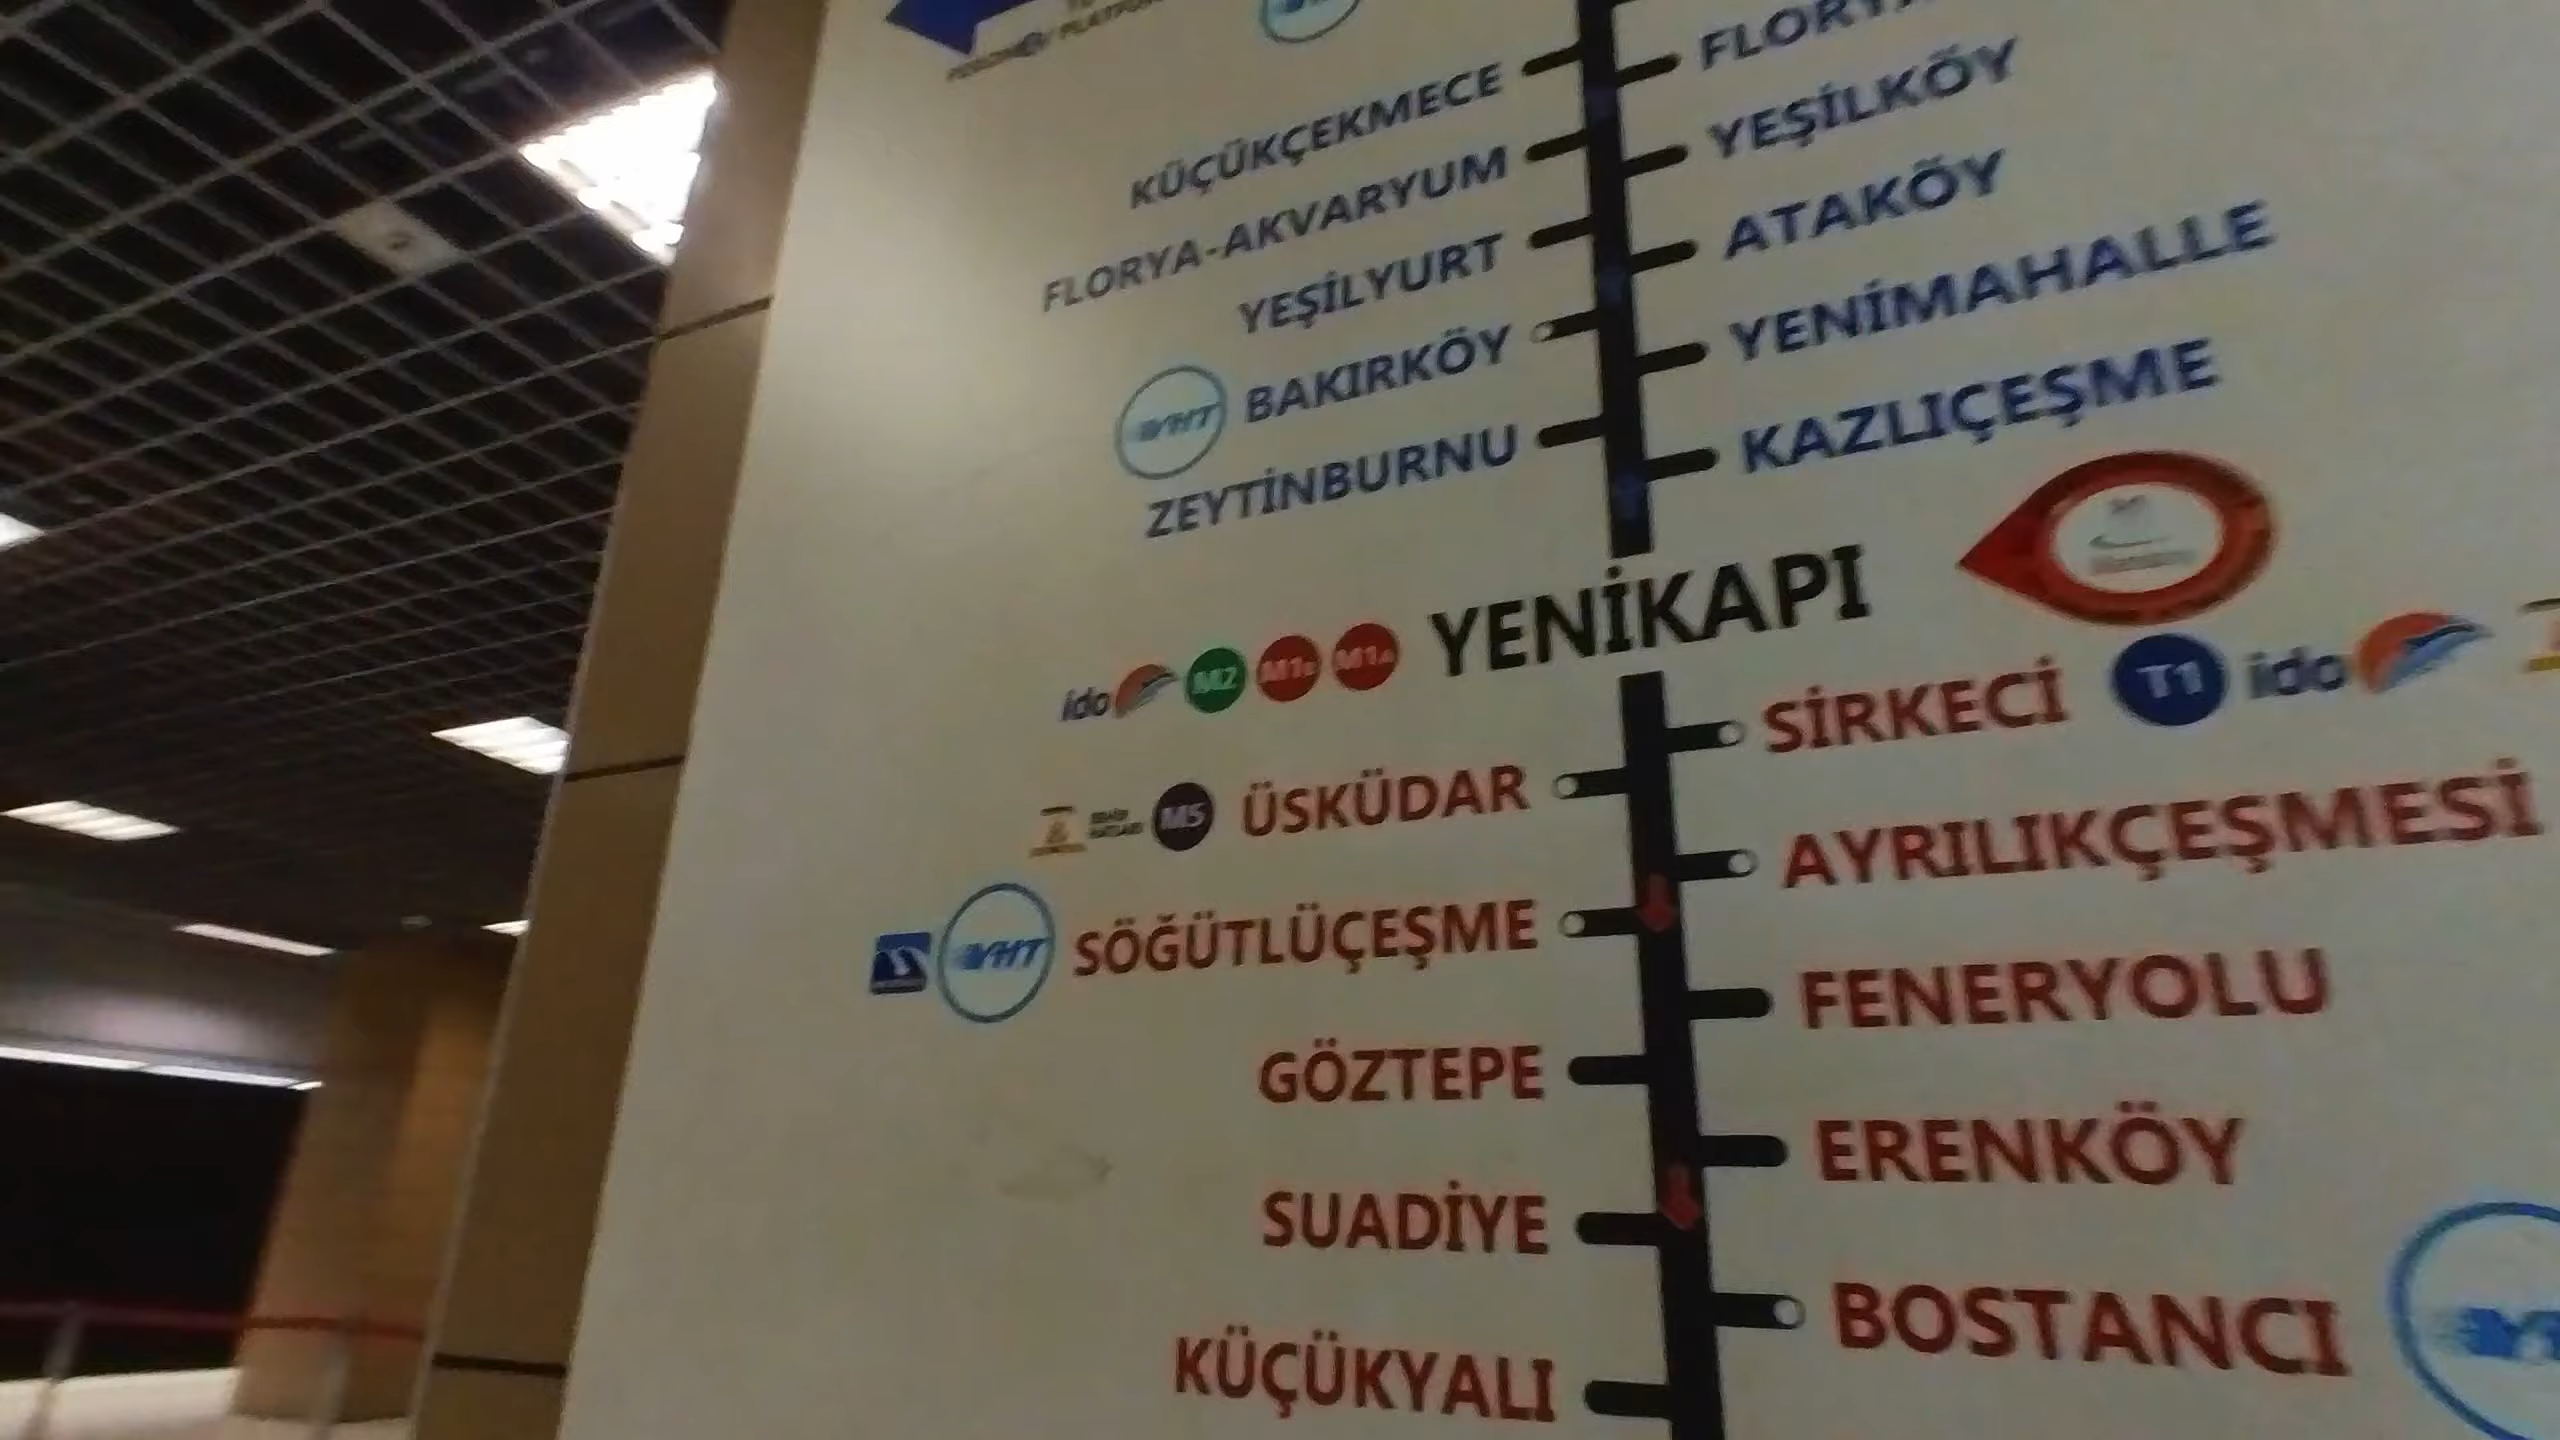 FLORYA
KÜÇÜKÇEKMECE
YEŞİLKÖY
FLORYA-AKVARYUM
ATAKÖY
YEŞİLYURT
YENİMAHALLE
YHT BAKIRKÖY
KAZLIÇEŞME
ZEYTİNBURNU
ido M2 M1B M1A YENİKAPI
SİRKECİ T1 ido
M5 ÜSKÜDAR
AYRILIKÇEŞMESİ
YHT SÖĞÜTLÜÇEŞME
FENERYOLU
GÖZTEPE
ERENKÖY
SUADİYE
BOSTANCI
KÜÇÜKYALI